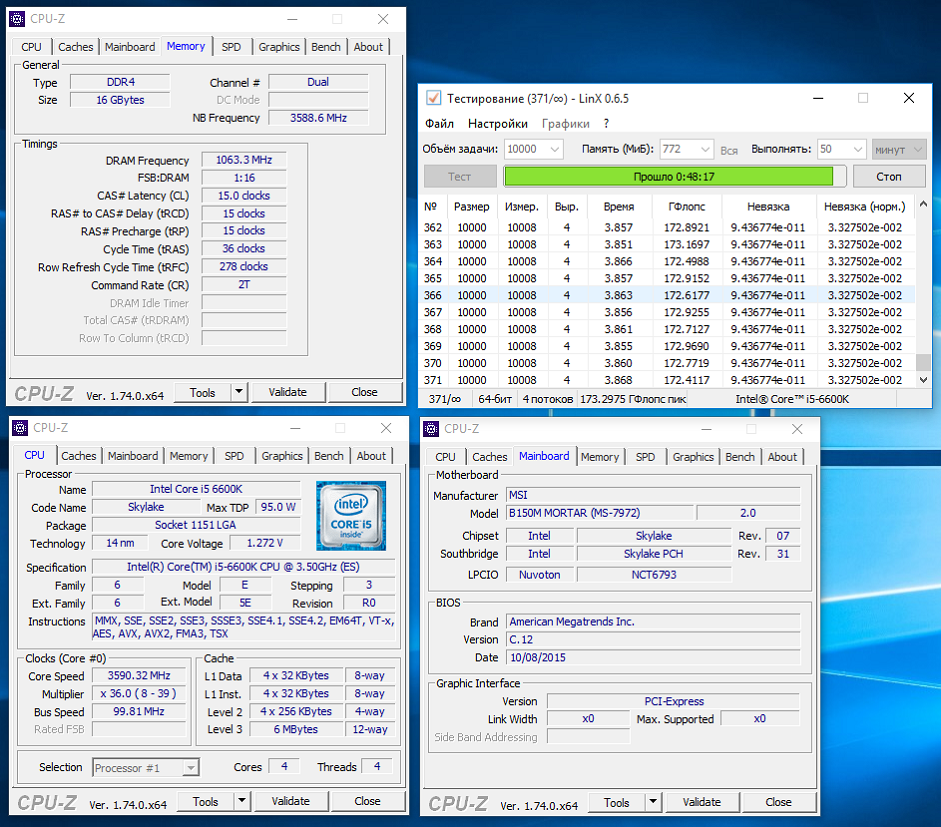 CPU-Z
CPU Caches Mainboard Memory SPD Graphics Bench About
General
Type DDR4 Channel # Dual
Size 16 GBytes DC Mode
NB Frequency 3588.6 MHz
Timings
DRAM Frequency 1063.3 MHz
FSB:DRAM 1:16
CAS# Latency (CL) 15.0 clocks
RAS# to CAS# Delay (tRCD) 15 clocks
RAS# Precharge (tRP) 15 clocks
Cycle Time (tRAS) 36 clocks
Row Refresh Cycle Time (tRFC) 278 clocks
Command Rate (CR) 2T
DRAM Idle Timer
Total CAS# (tRDRAM)
Row To Column (tRCD)
CPU-Z Ver. 1.74.0.x64 Tools Validate Close
Тестирование (371/∞) - LinX 0.6.5
Файл Настройки Графики ?
Объём задачи: 10000 Память (МиБ): 772 Вся Выполнять: 50 минут
Тест Прошло 0:48:17 Стоп
№ Размер Измер. Выр. Время ГФлопс Невязка Невязка (норм.)
362 10000 10008 4 3.857 172.8921 9.436774e-011 3.327502e-002
363 10000 10008 4 3.851 173.1697 9.436774e-011 3.327502e-002
364 10000 10008 4 3.866 172.4988 9.436774e-011 3.327502e-002
365 10000 10008 4 3.857 172.9152 9.436774e-011 3.327502e-002
366 10000 10008 4 3.863 172.6177 9.436774e-011 3.327502e-002
367 10000 10008 4 3.856 172.9255 9.436774e-011 3.327502e-002
368 10000 10008 4 3.861 172.7127 9.436774e-011 3.327502e-002
369 10000 10008 4 3.855 172.9690 9.436774e-011 3.327502e-002
370 10000 10008 4 3.860 172.7719 9.436774e-011 3.327502e-002
371 10000 10008 4 3.868 172.4117 9.436774e-011 3.327502e-002
371/∞ 64-бит 4 потоков 173.2975 ГФлопс пик Intel® Core™ i5-6600K
CPU-Z
CPU Caches Mainboard Memory SPD Graphics Bench About
Processor
Name Intel Core i5 6600K
Code Name Skylake Max TDP 95.0 W
Package Socket 1151 LGA
Technology 14 nm Core Voltage 1.272 V
intel CORE i5 inside™
Specification Intel(R) Core(TM) i5-6600K CPU @ 3.50GHz (ES)
Family 6 Model E Stepping 3
Ext. Family 6 Ext. Model 5E Revision R0
Instructions MMX, SSE, SSE2, SSE3, SSSE3, SSE4.1, SSE4.2, EM64T, VT-x,
AES, AVX, AVX2, FMA3, TSX
Clocks (Core #0) Cache
Core Speed 3590.32 MHz L1 Data 4 x 32 KBytes 8-way
Multiplier x 36.0 ( 8 - 39 ) L1 Inst. 4 x 32 KBytes 8-way
Bus Speed 99.81 MHz Level 2 4 x 256 KBytes 4-way
Rated FSB Level 3 6 MBytes 12-way
Selection Processor #1 Cores 4 Threads 4
CPU-Z Ver. 1.74.0.x64 Tools Validate Close
CPU-Z
CPU Caches Mainboard Memory SPD Graphics Bench About
Motherboard
Manufacturer MSI
Model B150M MORTAR (MS-7972) 2.0
Chipset Intel Skylake Rev. 07
Southbridge Intel Skylake PCH Rev. 31
LPCIO Nuvoton NCT6793
BIOS
Brand American Megatrends Inc.
Version C.12
Date 10/08/2015
Graphic Interface
Version PCI-Express
Link Width x0 Max. Supported x0
Side Band Addressing
CPU-Z Ver. 1.74.0.x64 Tools Validate Close